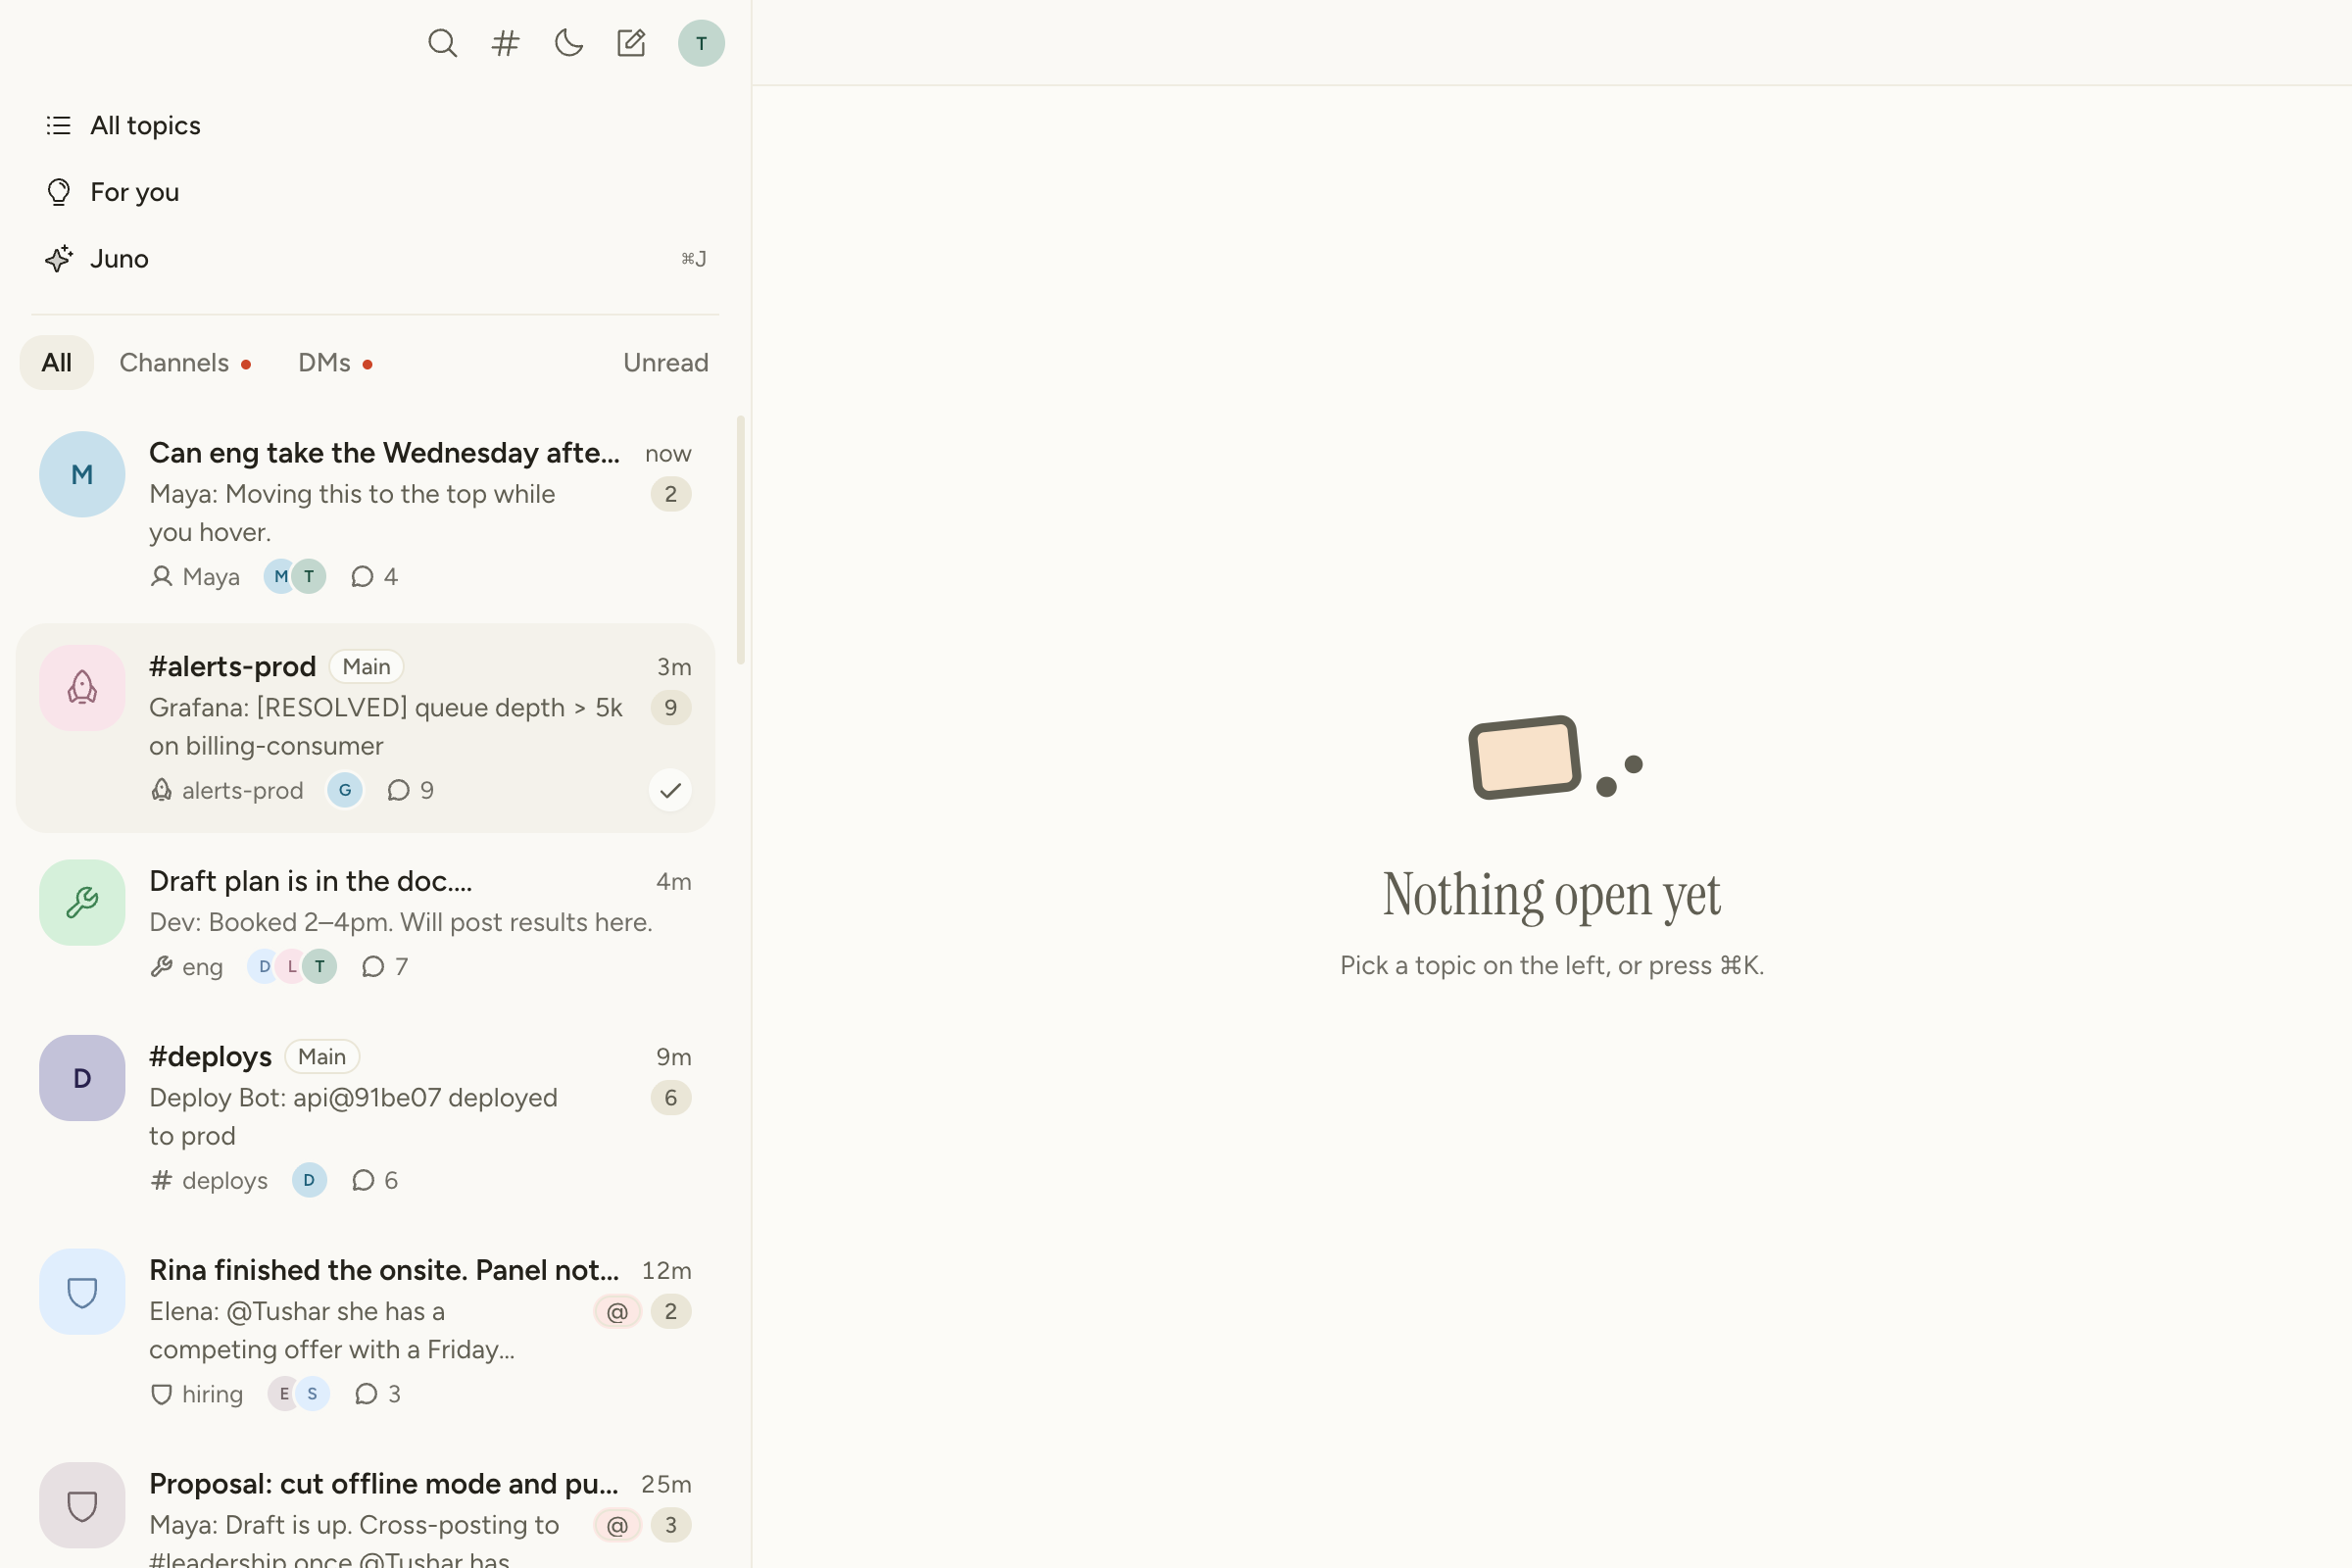 T
All topics
For you
Juno ⌘J
All Channels DMs Unread
M
Can eng take the Wednesday afte... now
Maya: Moving this to the top while 2
you hover.
Maya M T 4
#alerts-prod Main 3m
Grafana: [RESOLVED] queue depth > 5k 9
on billing-consumer
alerts-prod G 9
Draft plan is in the doc.... 4m
Dev: Booked 2–4pm. Will post results here.
eng D L T 7
D
#deploys Main 9m
Deploy Bot: api@91be07 deployed 6
to prod
# deploys D 6
Rina finished the onsite. Panel not... 12m
Elena: @Tushar she has a @ 2
competing offer with a Friday...
hiring E S 3
Proposal: cut offline mode and pu... 25m
Maya: Draft is up. Cross-posting to @ 3
#leadership once @Tushar has
Nothing open yet
Pick a topic on the left, or press ⌘K.